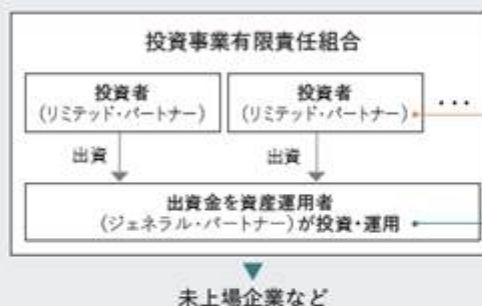 投資事業有限責任組合
投資者
(リミテッド・パートナー)
投資者
(リミテッド・パートナー)
...
出資
出資
出資金を資産運用者
(ジェネラル・パートナー)が投資・運用
未上場企業など